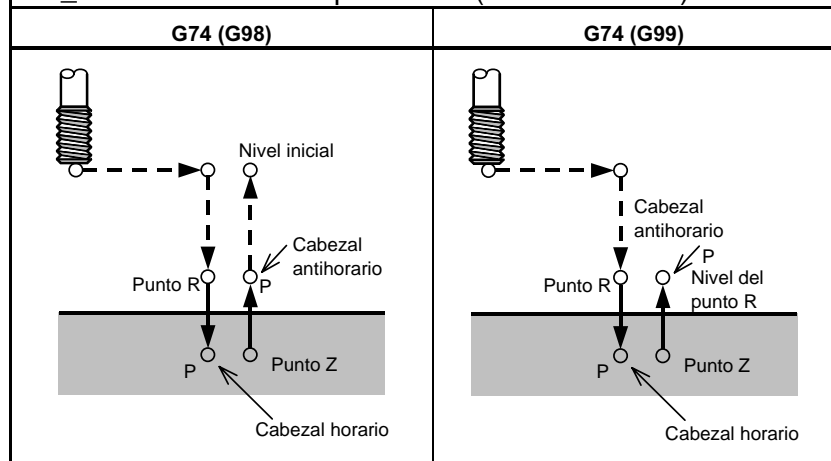 G74 (G98)
G74 (G99)
Nivel inicial
Cabezal
antihorario
Punto R
P
P
Punto Z
Cabezal horario
Cabezal
antihorario
P
Punto R
Nivel del
punto R
P
Punto Z
Cabezal horario